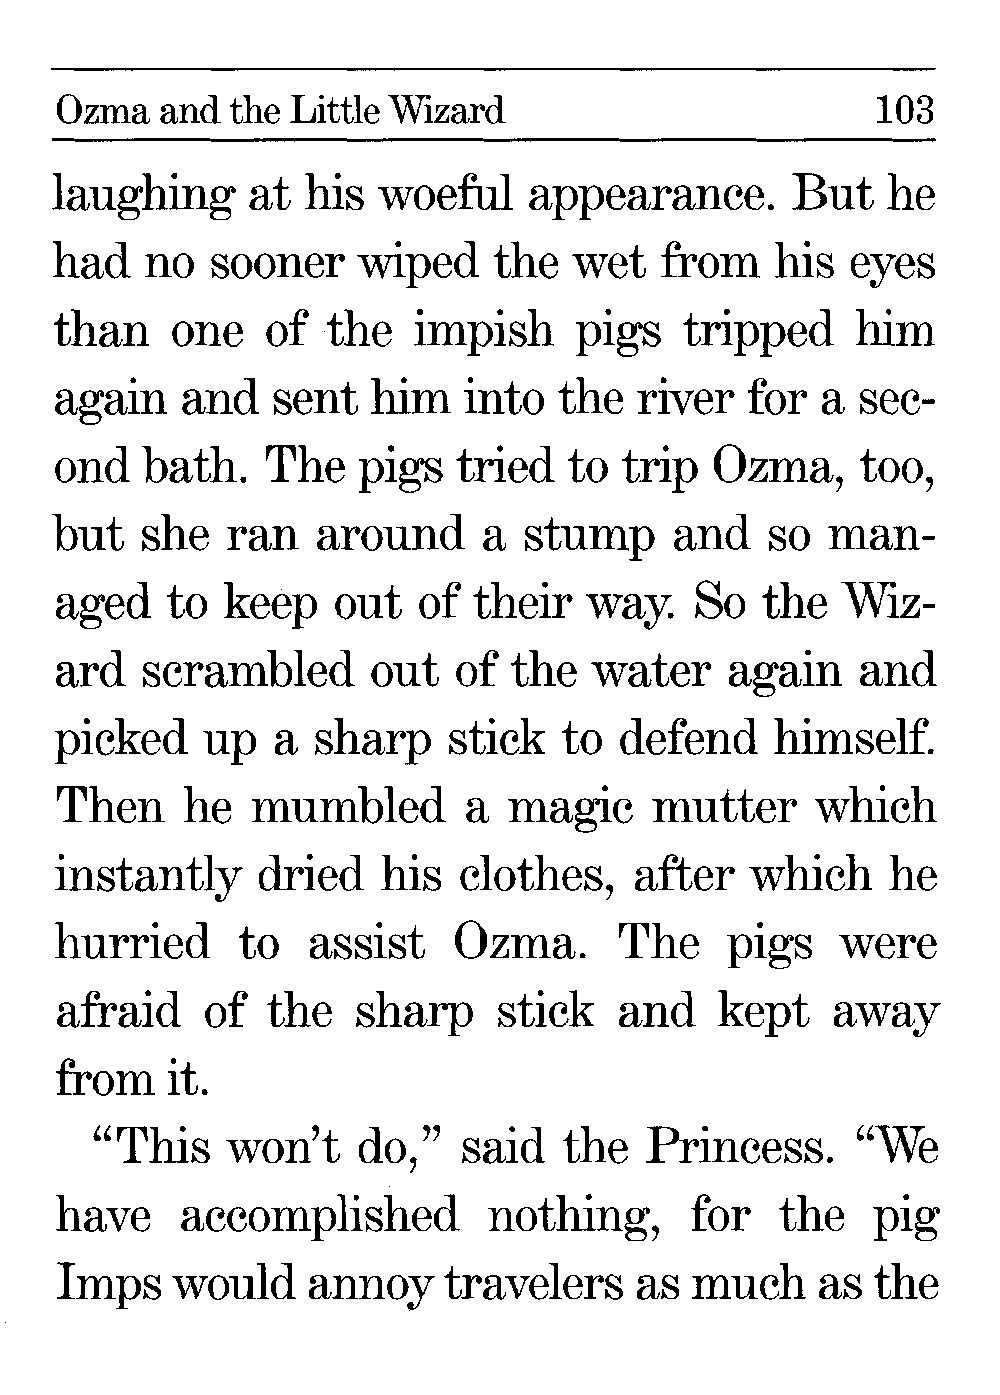 Ozma and the Little Wizard 103
laughing at his woeful appearance. But he
had no sooner wiped the wet from his eyes
than one of the impish pigs tripped him
again and sent him into the river for a sec-
ond bath. The pigs tried to trip Ozma, too,
but she ran around a stump and so man-
aged to keep out of their way. So the Wiz-
ard scrambled out of the water again and
picked up a sharp stick to defend himself.
Then he mumbled a magic mutter which
instantly dried his clothes, after which he
hurried to assist Ozma. The pigs were
afraid of the sharp stick and kept away
from it.
“This won’t do,” said the Princess. “We
have accomplished nothing, for the pig
Imps would annoy travelers as much as the